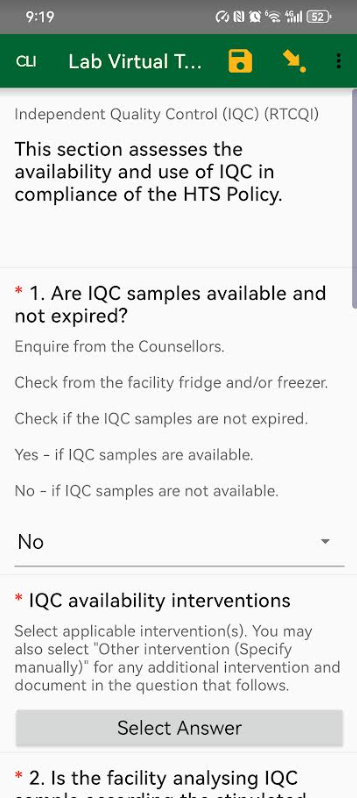 9:19
4G
52
CLI Lab Virtual T...
Independent Quality Control (IQC) (RTCQI)
This section assesses the
availability and use of IQC in
compliance of the HTS Policy.
* 1. Are IQC samples available and
not expired?
Enquire from the Counsellors.
Check from the facility fridge and/or freezer.
Check if the IQC samples are not expired.
Yes - if IQC samples are available.
No - if IQC samples are not available.
No
* IQC availability interventions
Select applicable intervention(s). You may
also select "Other intervention (Specify
manually)" for any additional intervention and
document in the question that follows.
Select Answer
* 2. Is the facility analysing IQC
sample according the stipulated